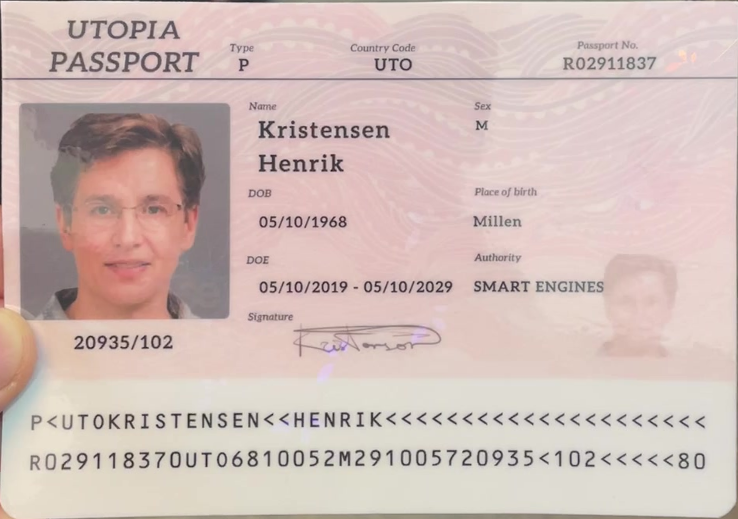 UTOPIA
PASSPORT
Type
P
Country Code
UTO
Passport No.
R02911837
Name
Kristensen
Henrik
Sex
M
DOB
05/10/1968
Place of birth
Millen
DOE
05/10/2019 - 05/10/2029
Authority
SMART ENGINES
Signature
Kristenson
20935/102
P<UTOKRISTENSEN<<HENRIK<<<<<<<<<<<<<<<<<<<<<
R029118370UTO6810052M291005720935<102<<<<<80